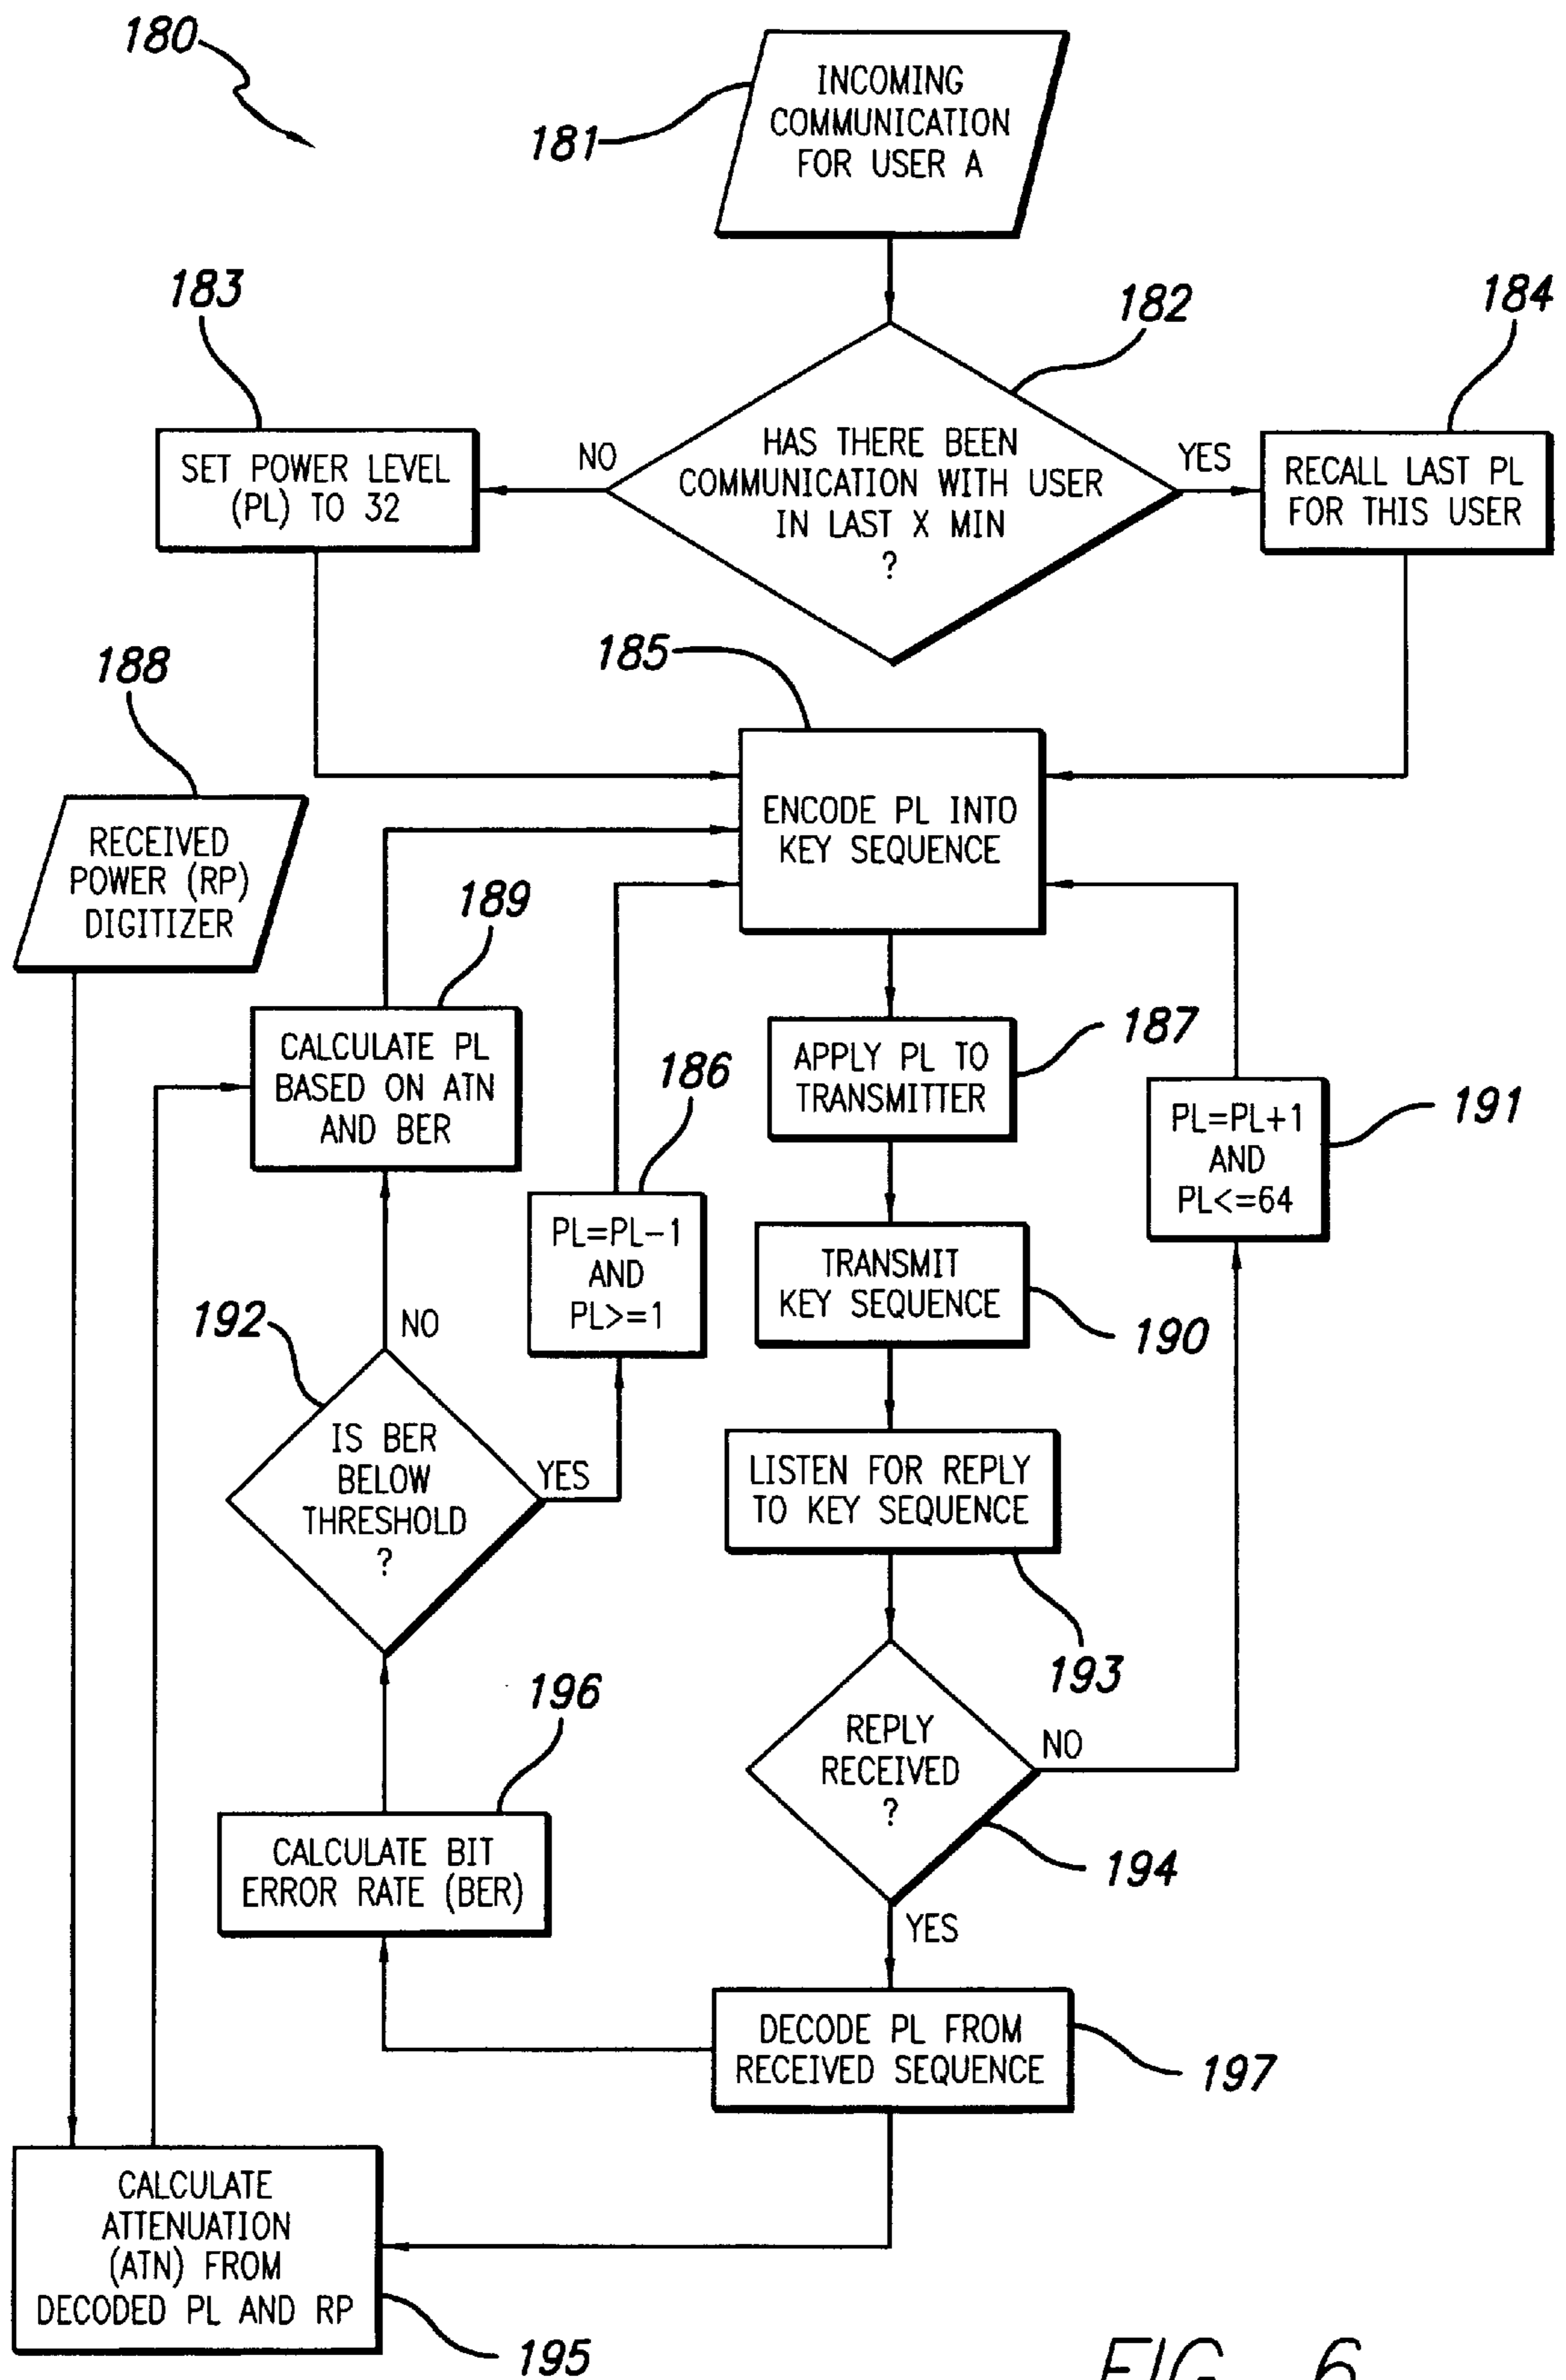 180
INCOMING
COMMUNICATION
FOR USER A
181
183
182
184
SET POWER LEVEL
(PL) TO 32
NO
HAS THERE BEEN
COMMUNICATION WITH USER
IN LAST X MIN
?
YES
RECALL LAST PL
FOR THIS USER
188
185
RECEIVED
POWER (RP)
DIGITIZER
ENCODE PL INTO
KEY SEQUENCE
189
CALCULATE PL
BASED ON ATN
AND BER
186
APPLY PL TO
TRANSMITTER
187
PL=PL+1
AND
PL<=64
191
PL=PL-1
AND
PL>=1
TRANSMIT
KEY SEQUENCE
190
192
NO
IS BER
BELOW
THRESHOLD
?
YES
LISTEN FOR REPLY
TO KEY SEQUENCE
193
196
REPLY
RECEIVED
?
NO
194
YES
CALCULATE BIT
ERROR RATE (BER)
DECODE PL FROM
RECEIVED SEQUENCE
197
CALCULATE
ATTENUATION
(ATN) FROM
DECODED PL AND RP
195
FIG. 6